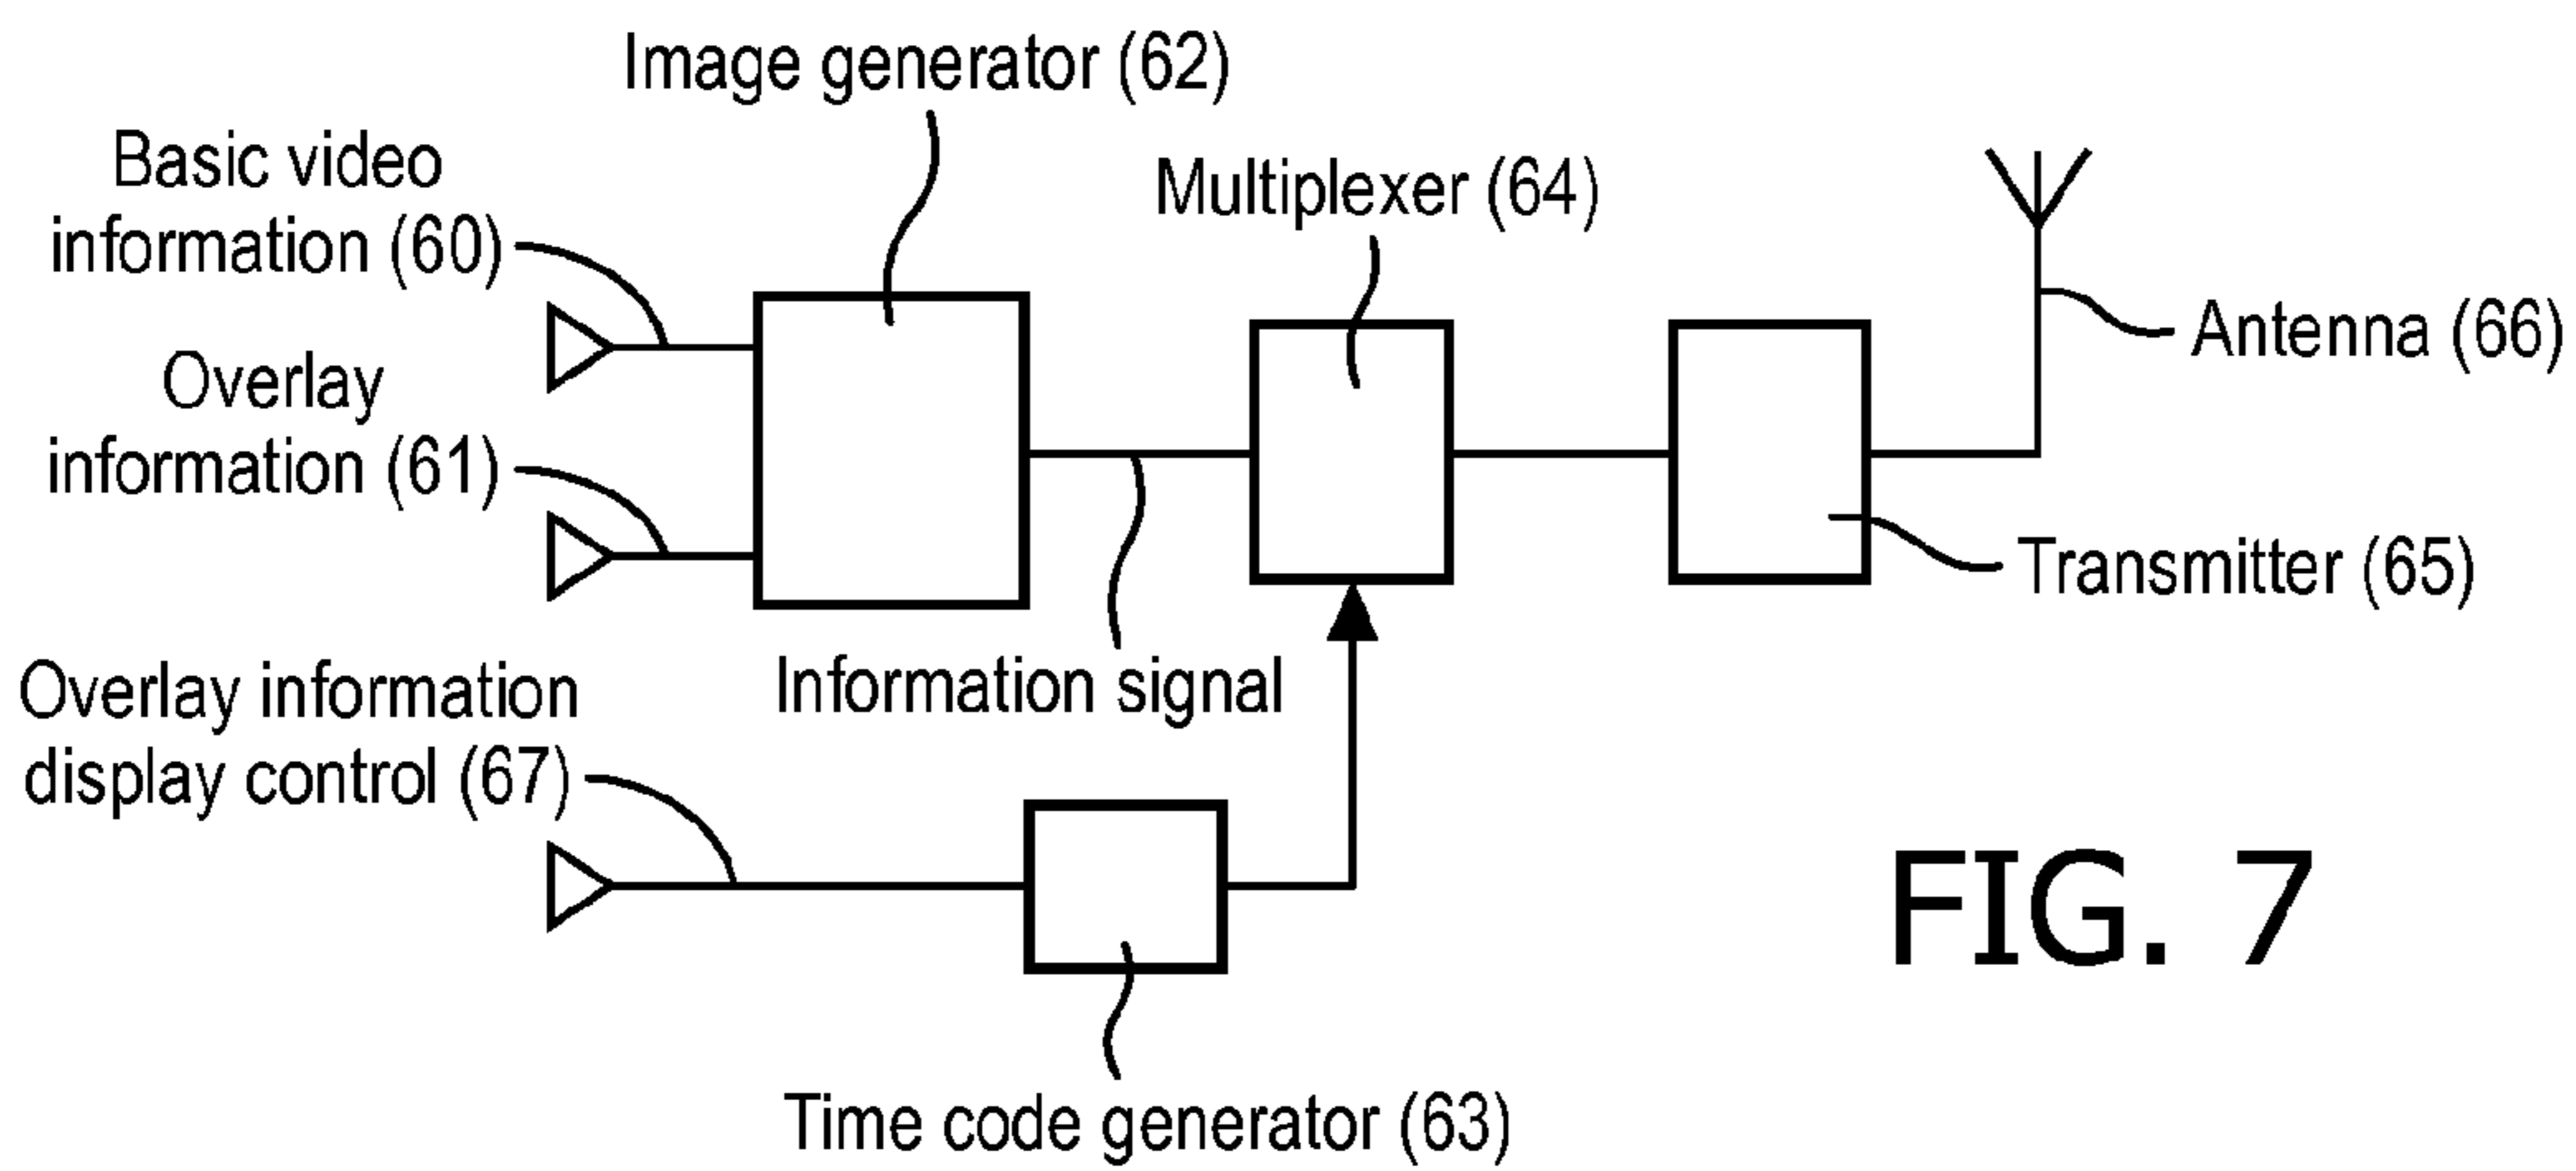 Image generator (62)
Basic video
information (60)
Multiplexer (64)
Antenna (66)
Overlay
information (61)
Transmitter (65)
Information signal
Overlay information
display control (67)
FIG. 7
Time code generator (63)